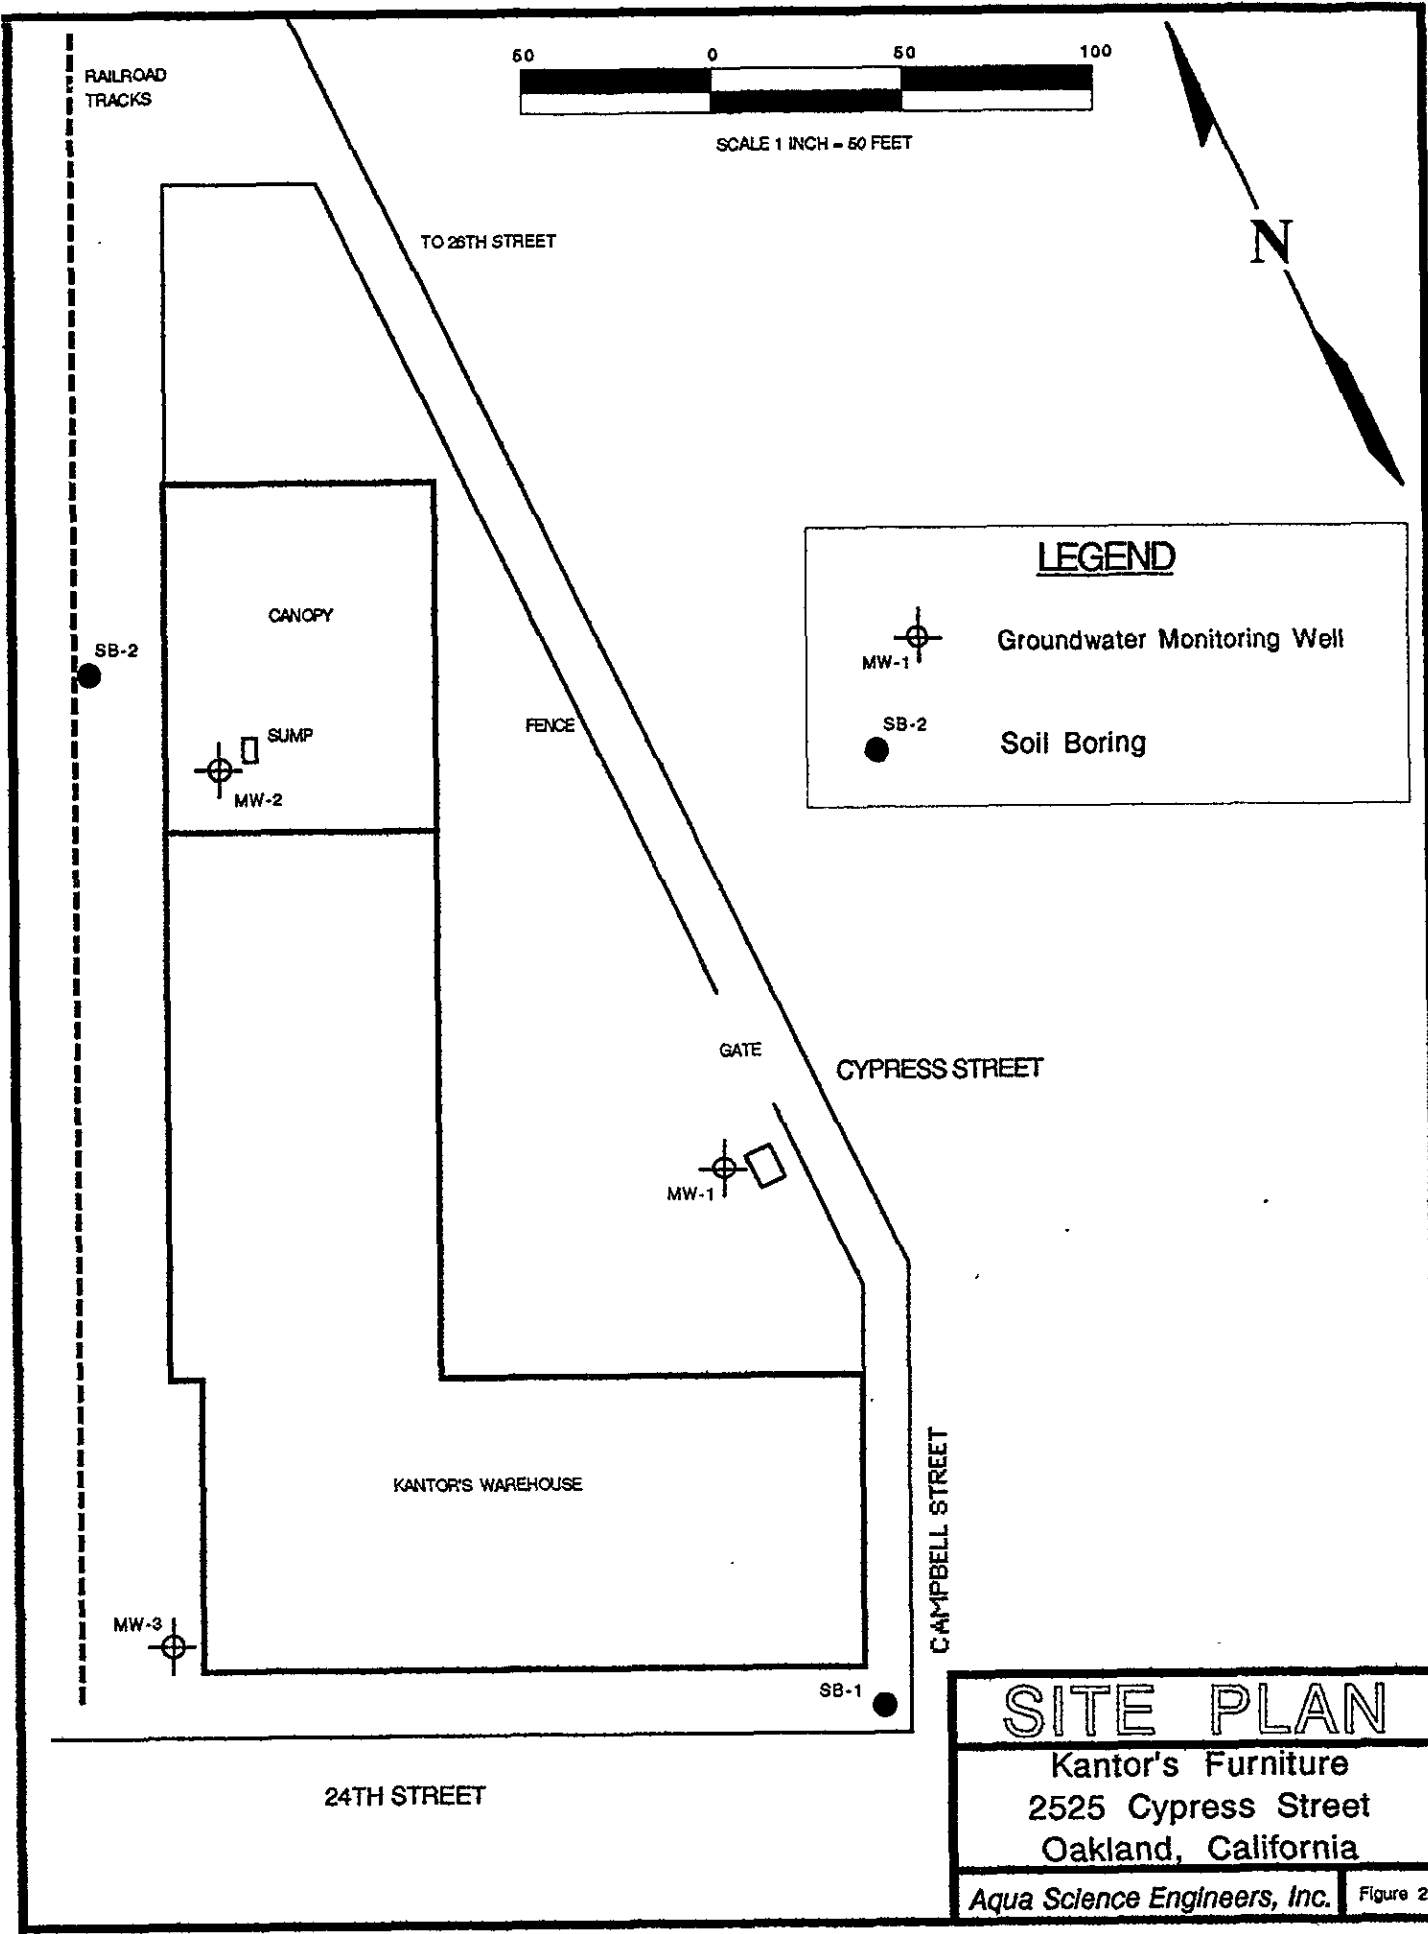 RAILROAD
TRACKS
50 0 50 100
SCALE 1 INCH = 50 FEET
TO 26TH STREET
N
LEGEND
MW-1 Groundwater Monitoring Well
SB-2 Soil Boring
CANOPY
SB-2
SUMP
MW-2
FENCE
GATE
CYPRESS STREET
MW-1
KANTOR'S WAREHOUSE
CAMPBELL STREET
MW-3
SB-1
24TH STREET
SITE PLAN
Kantor's Furniture
2525 Cypress Street
Oakland, California
Aqua Science Engineers, Inc. Figure 2